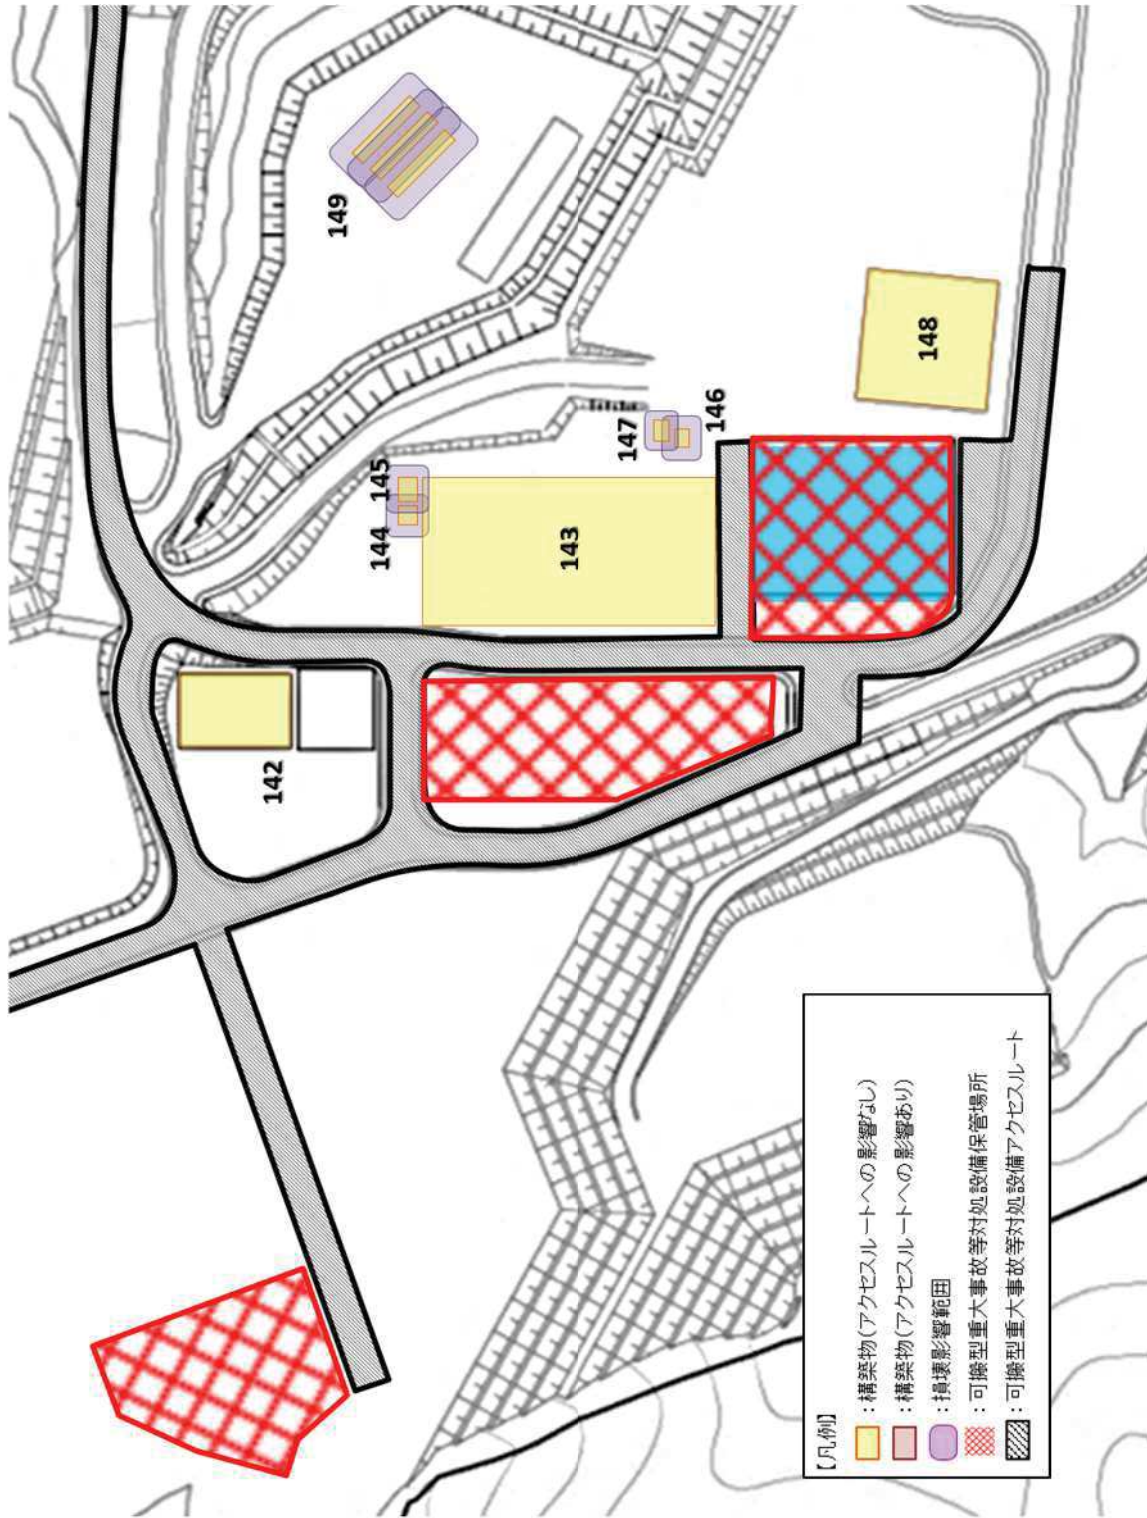 149
148
147
146
145
144
143
142
【凡例】
：構築物(アクセスルートへの影響なし)
：構築物(アクセスルートへの影響あり)
：損壊影響範囲
：可搬型重大事故等対処設備保管場所
：可搬型重大事故等対処設備アクセスルート